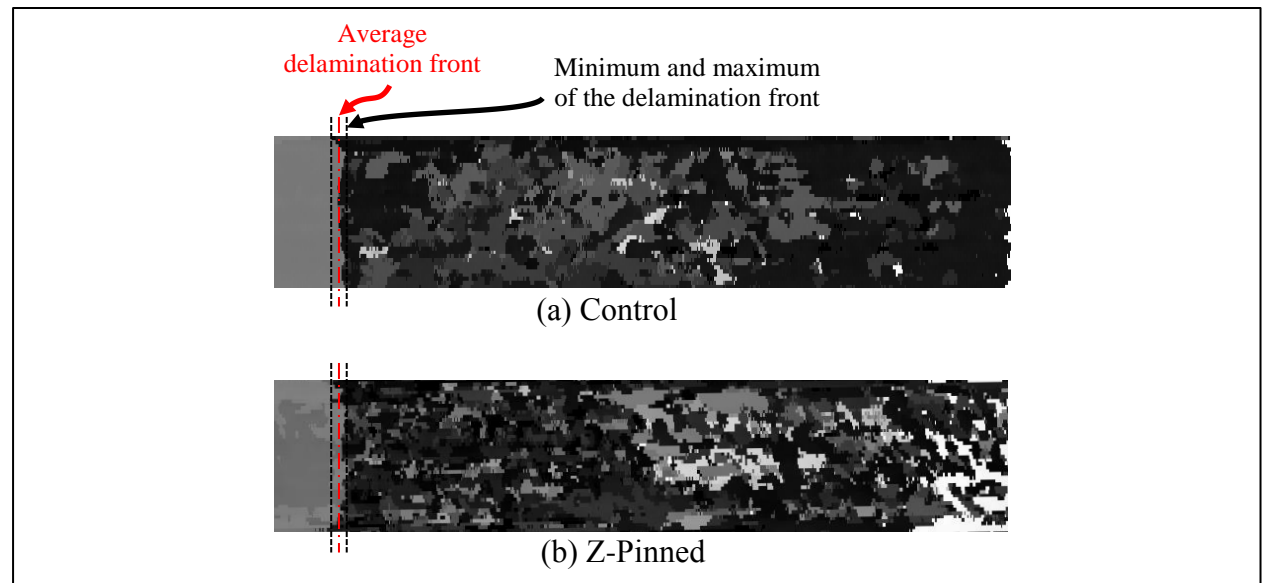 Average
delamination front
Minimum and maximum
of the delamination front
(a) Control
(b) Z-Pinned